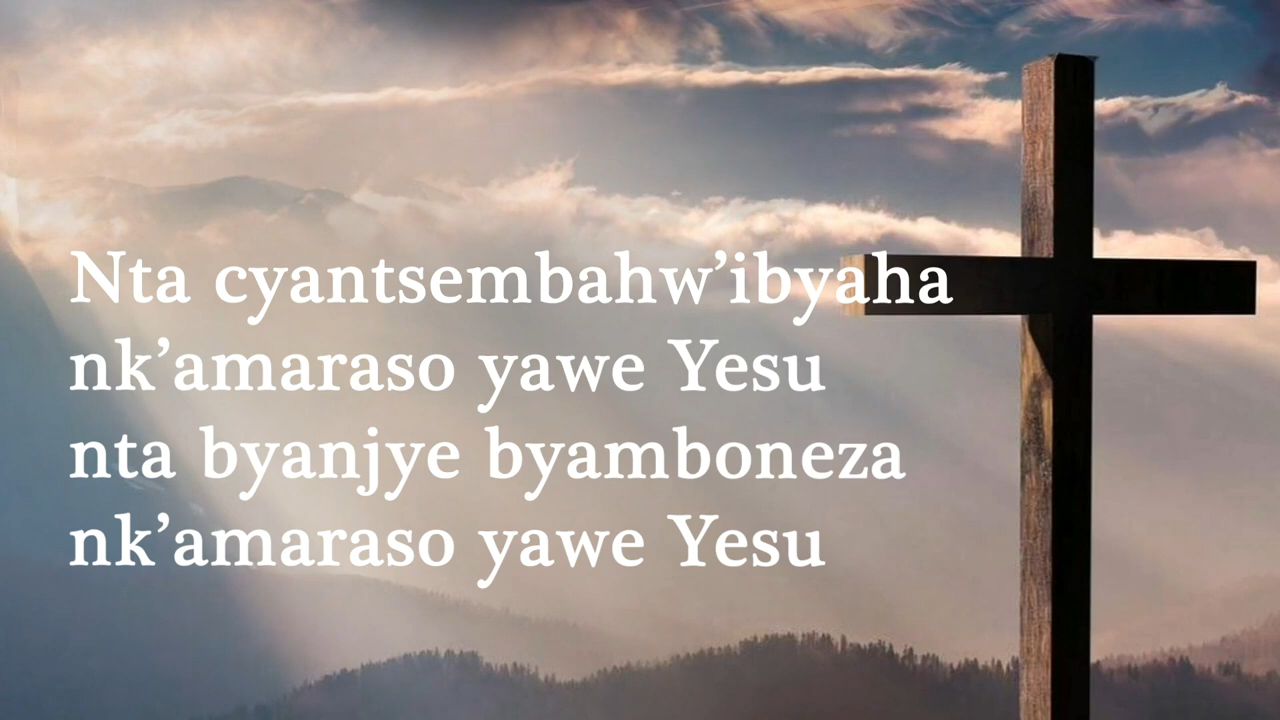 Nta cyantsembahw’ibyaha
nk’amaraso yawe Yesu
nta byanjye byamboneza
nk’amaraso yawe Yesu